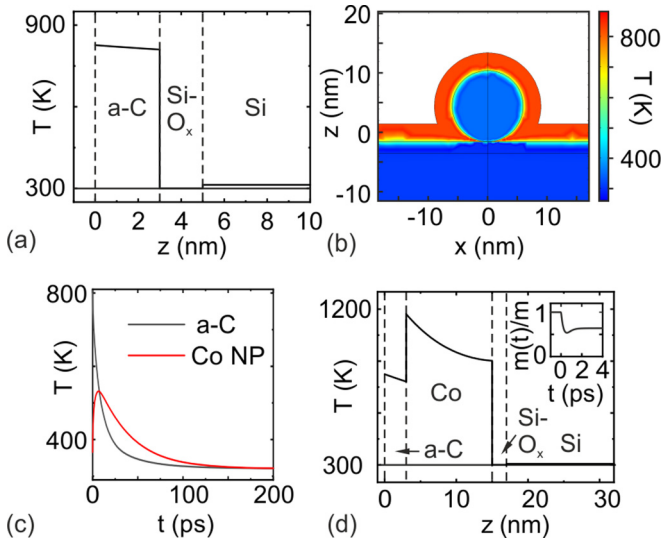 900
T (K)
300
a-C
Si-
Oₓ
Si
0 2 4 6 8 10
z (nm)
(a)
20
10
0
-10
z (nm)
-10 0 10
x (nm)
800
400
T (K)
(b)
800
400
T (K)
a-C
Co NP
0 50 100 150 200
t (ps)
(c)
1200
300
T (K)
Co
a-C
Si-
Oₓ
Si
1
0
m(t)/m
0 2 4
t (ps)
0 10 20 30
z (nm)
(d)